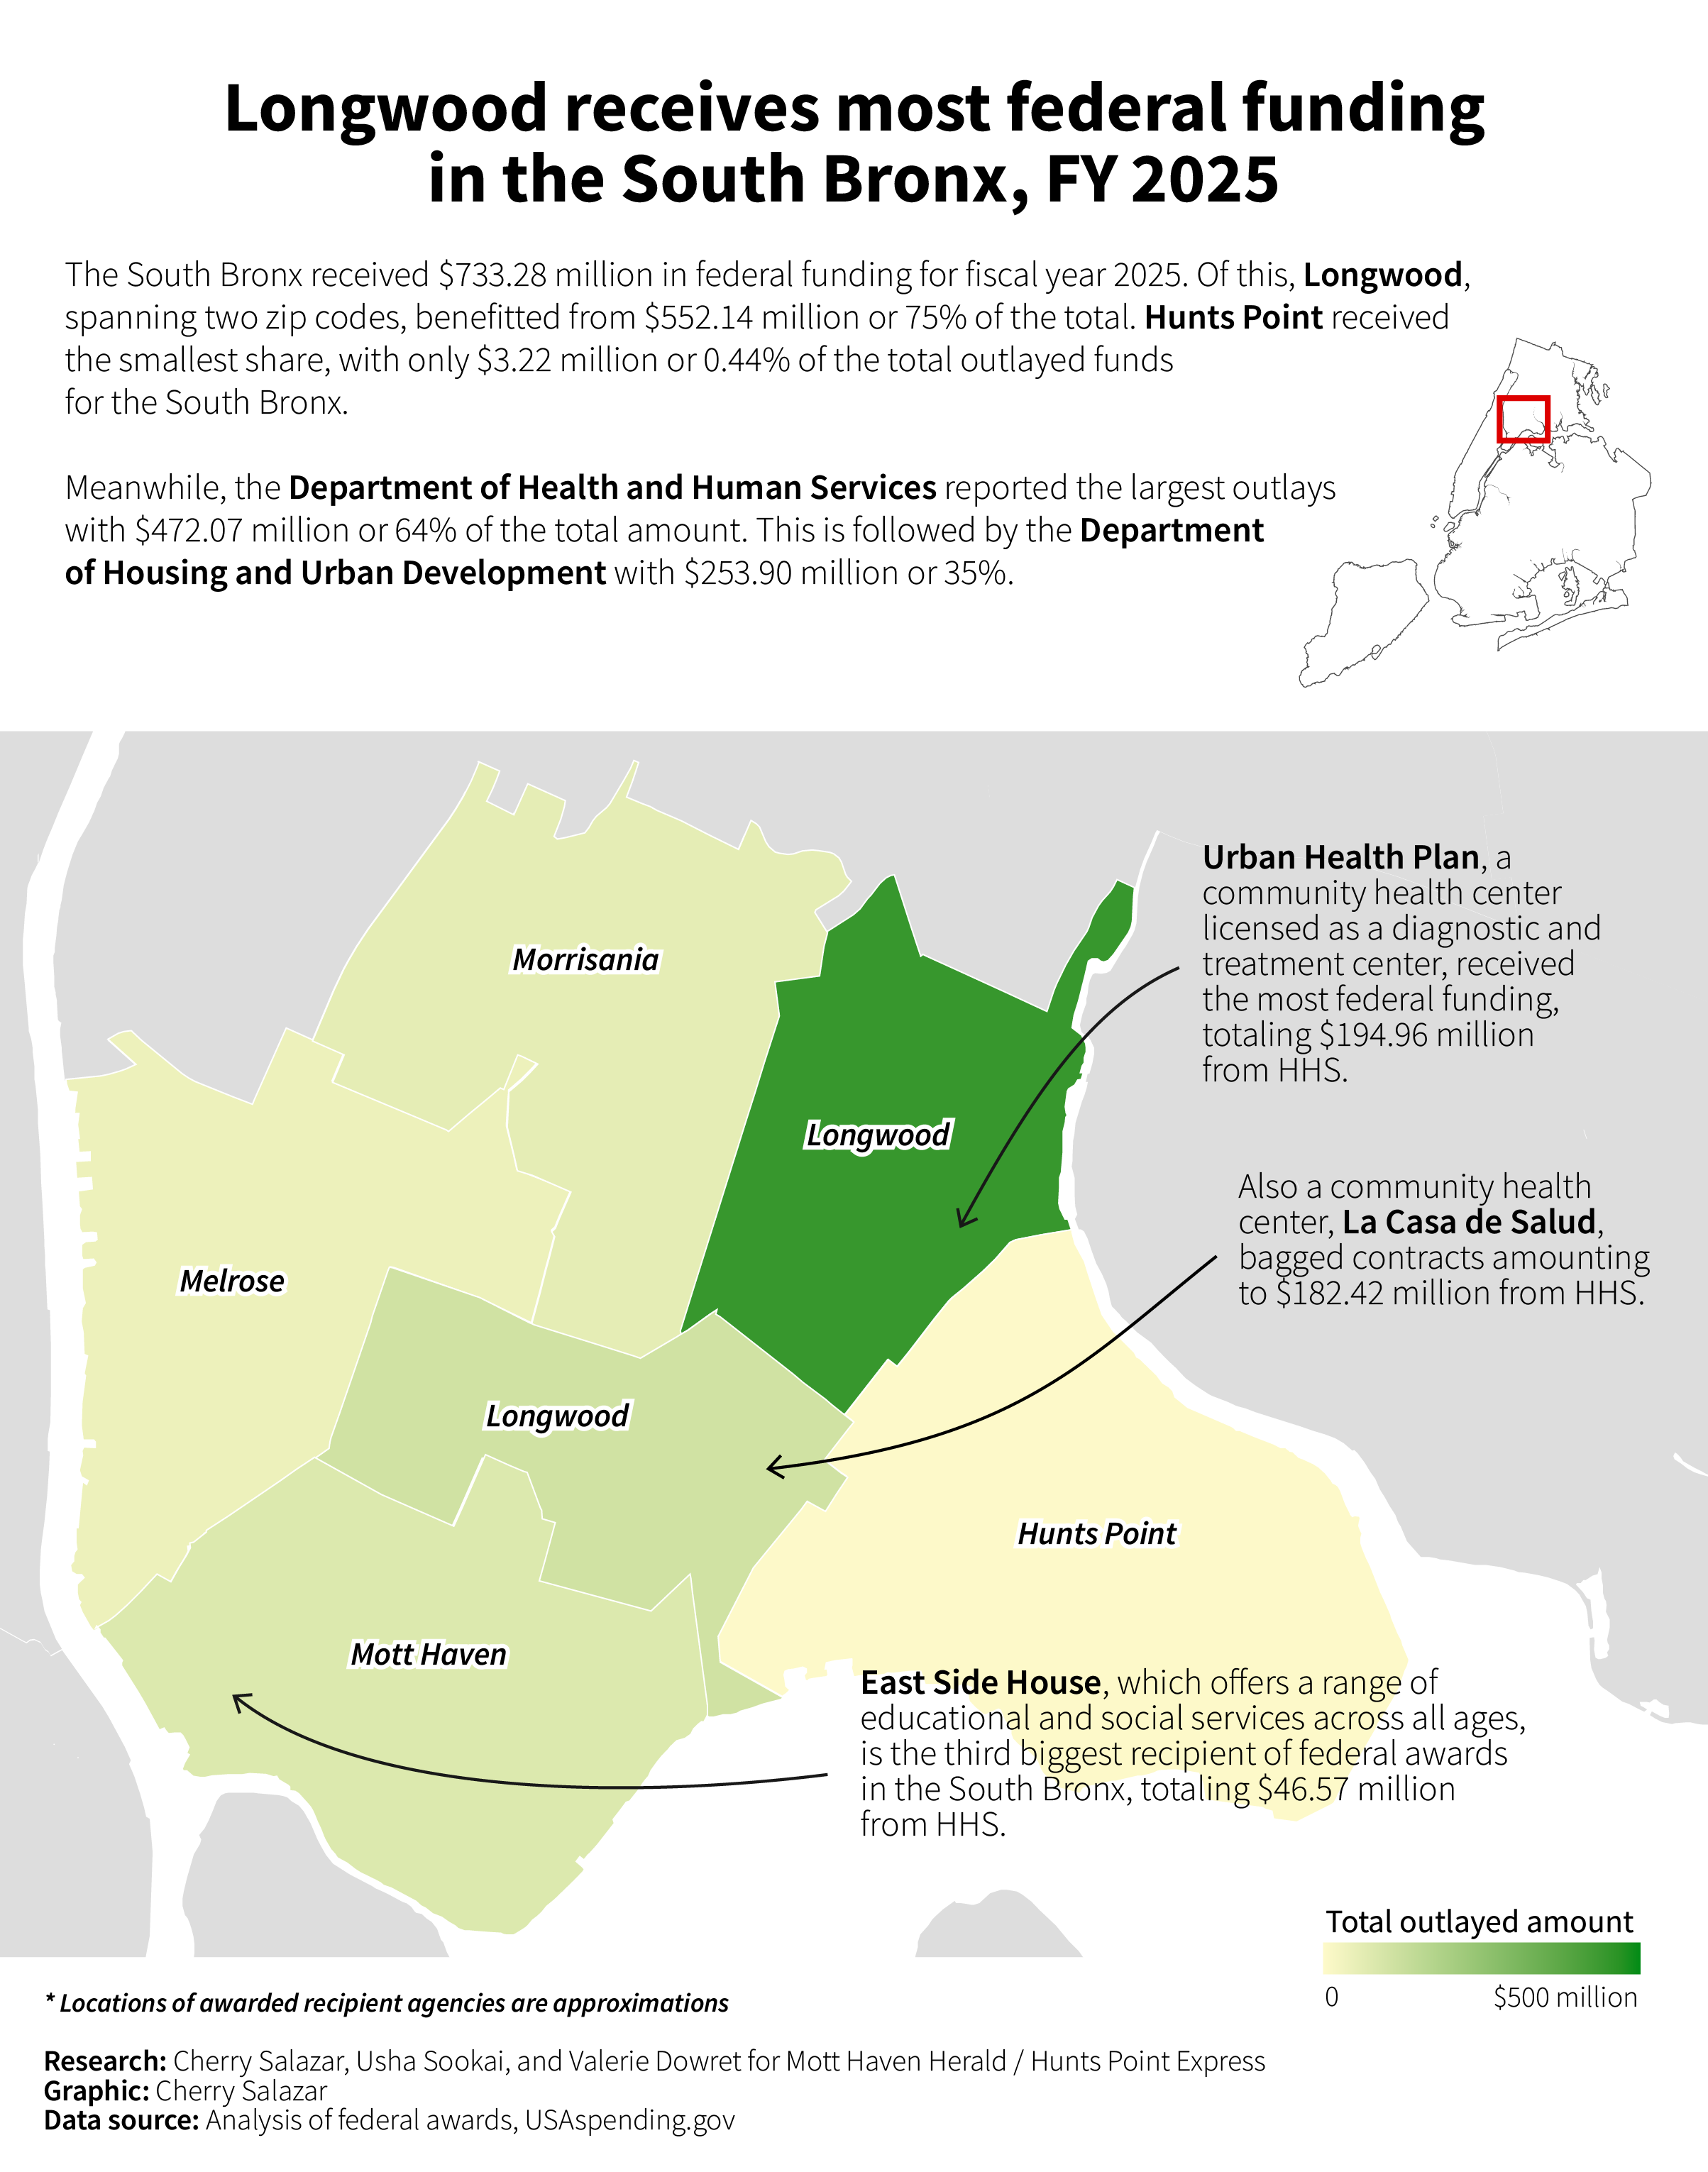 Longwood receives most federal funding
in the South Bronx, FY 2025
The South Bronx received $733.28 million in federal funding for fiscal year 2025. Of this, Longwood,
spanning two zip codes, benefitted from $552.14 million or 75% of the total. Hunts Point received
the smallest share, with only $3.22 million or 0.44% of the total outlayed funds
for the South Bronx.
Meanwhile, the Department of Health and Human Services reported the largest outlays
with $472.07 million or 64% of the total amount. This is followed by the Department
of Housing and Urban Development with $253.90 million or 35%.
Urban Health Plan, a
community health center
licensed as a diagnostic and
treatment center, received
the most federal funding,
totaling $194.96 million
from HHS.
Morrisania
Longwood
Also a community health
center, La Casa de Salud,
bagged contracts amounting
to $182.42 million from HHS.
Melrose
Longwood
Hunts Point
Mott Haven
East Side House, which offers a range of
educational and social services across all ages,
is the third biggest recipient of federal awards
in the South Bronx, totaling $46.57 million
from HHS.
Total outlayed amount
0 $500 million
* Locations of awarded recipient agencies are approximations
Research: Cherry Salazar, Usha Sookai, and Valerie Dowret for Mott Haven Herald / Hunts Point Express
Graphic: Cherry Salazar
Data source: Analysis of federal awards, USAspending.gov